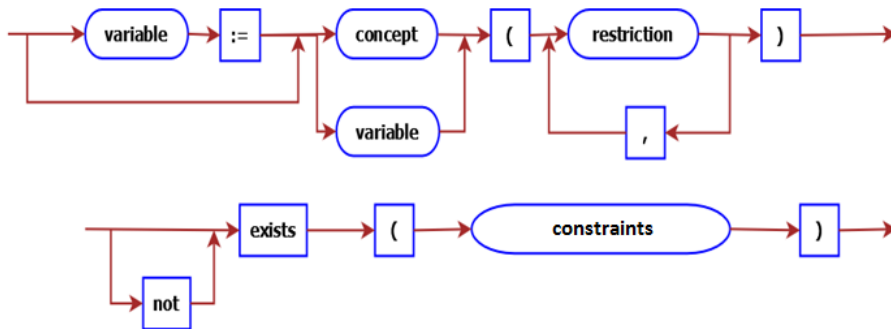 variable := concept ( restriction )
variable ,
exists ( constraints )
not